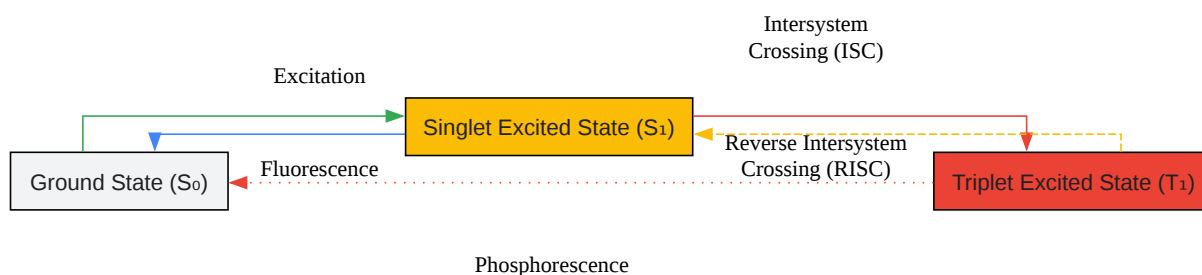 Intersystem
Crossing (ISC)
Excitation
Singlet Excited State (S₁)
Reverse Intersystem
Crossing (RISC)
Fluorescence
Ground State (S₀)
Triplet Excited State (T₁)
Phosphorescence